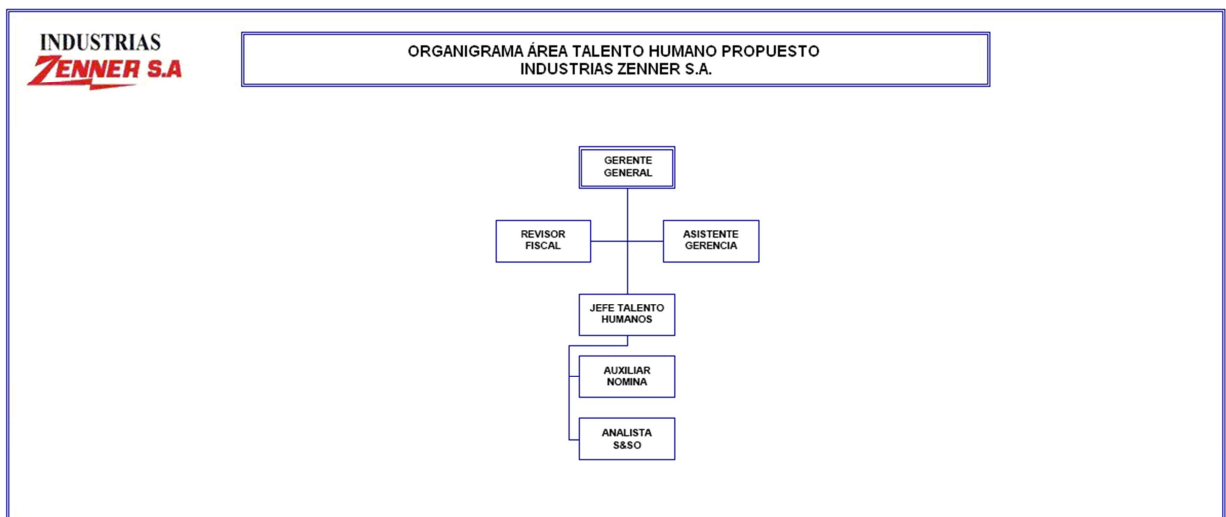 INDUSTRIAS
ZENNER S.A
ORGANIGRAMA ÁREA TALENTO HUMANO PROPUESTO
INDUSTRIAS ZENNER S.A.
GERENTE
GENERAL
REVISOR
FISCAL
ASISTENTE
GERENCIA
JEFE TALENTO
HUMANOS
AUXILIAR
NOMINA
ANALISTA
S&SO